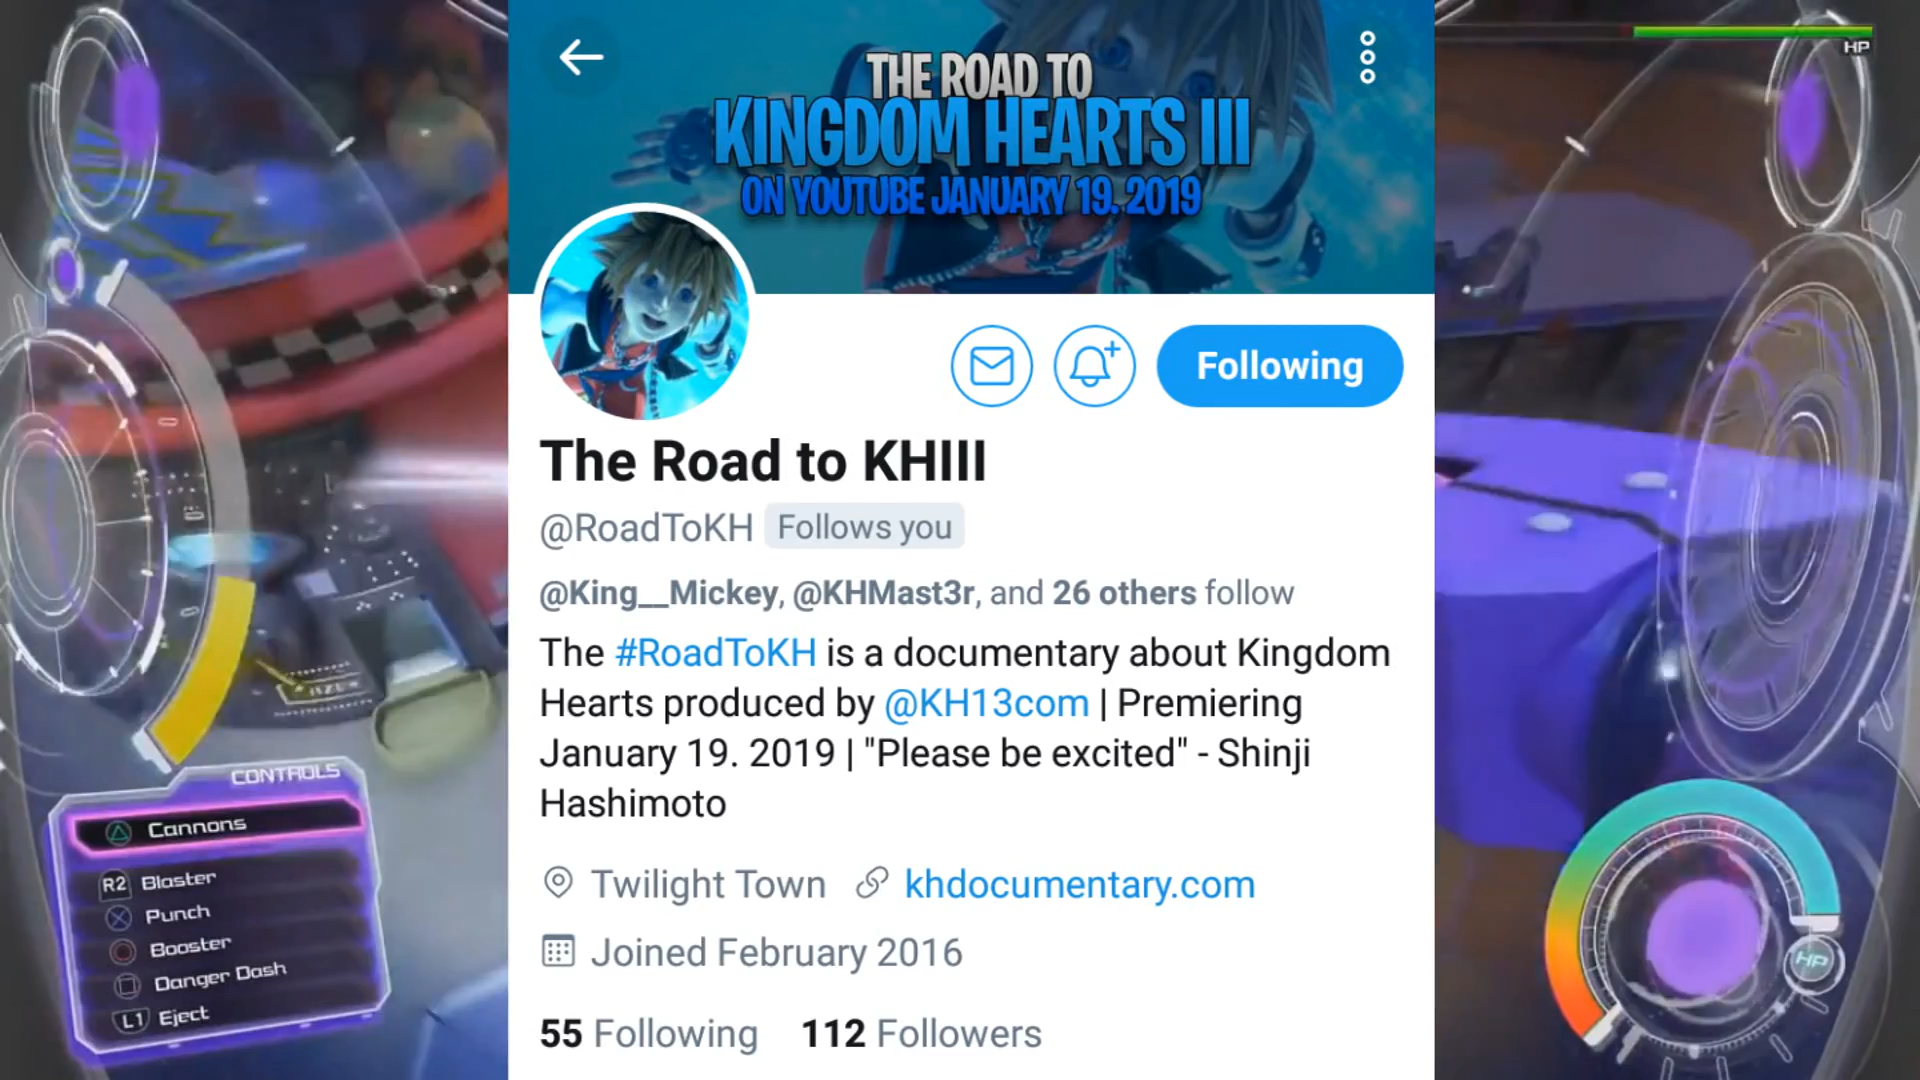 THE ROAD TO
KINGDOM HEARTS III
ON YOUTUBE JANUARY 19. 2019
Following
The Road to KHIII
@RoadToKH Follows you
@King__Mickey, @KHMast3r, and 26 others follow
The #RoadToKH is a documentary about Kingdom
Hearts produced by @KH13com | Premiering
January 19. 2019 | "Please be excited" - Shinji
Hashimoto
Twilight Town khdocumentary.com
Joined February 2016
55 Following 112 Followers
CONTROLS
Cannons
R2 Blaster
Punch
Booster
Danger Dash
L1 Eject
HP
HP